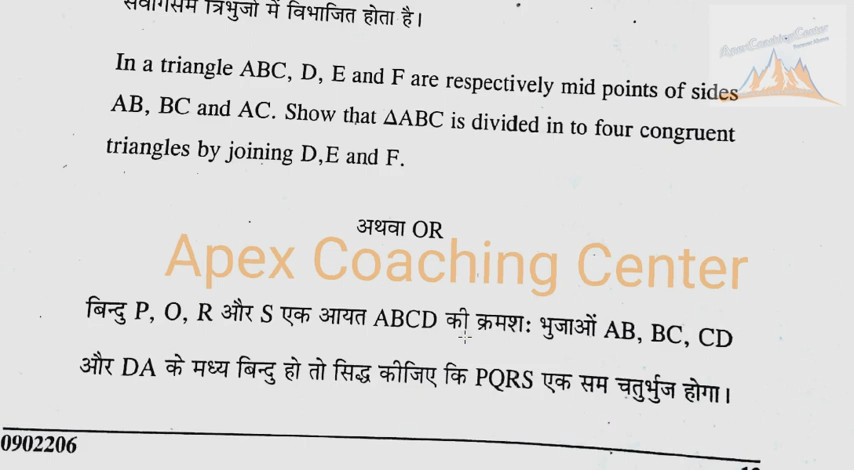 सर्वांगसम त्रिभुजों में विभाजित होता है।
ApexCoachingCenter
In a triangle ABC, D, E and F are respectively mid points of sides
AB, BC and AC. Show that ΔABC is divided in to four congruent
triangles by joining D,E and F.
अथवा OR
Apex Coaching Center
बिन्दु P, O, R और S एक आयत ABCD की क्रमश: भुजाओं AB, BC, CD
और DA के मध्य बिन्दु हो तो सिद्ध कीजिए कि PQRS एक सम चतुर्भुज होगा।
0902206